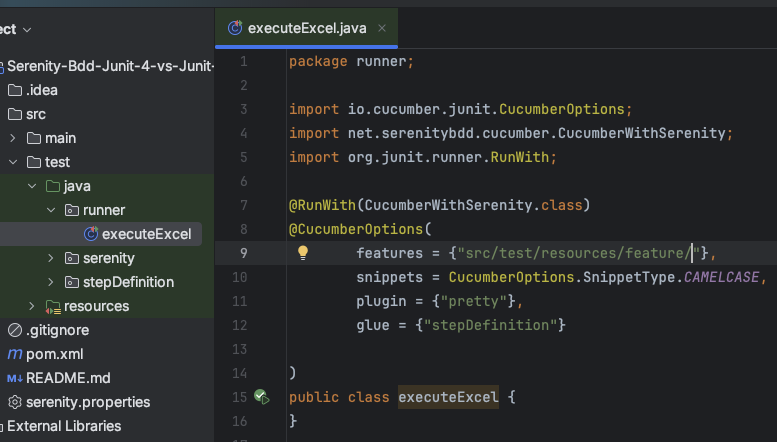 ect
executeExcel.java
Serenity-Bdd-Junit-4-vs-Junit-
.idea
src
main
test
java
runner
executeExcel
serenity
stepDefinition
resources
.gitignore
pom.xml
README.md
serenity.properties
External Libraries
1 package runner;
2
3 import io.cucumber.junit.CucumberOptions;
4 import net.serenitybdd.cucumber.CucumberWithSerenity;
5 import org.junit.runner.RunWith;
6
7 @RunWith(CucumberWithSerenity.class)
8 @CucumberOptions(
9 features = {"src/test/resources/feature/"},
10 snippets = CucumberOptions.SnippetType.CAMELCASE,
11 plugin = {"pretty"},
12 glue = {"stepDefinition"}
13
14 )
15 public class executeExcel {
16 }